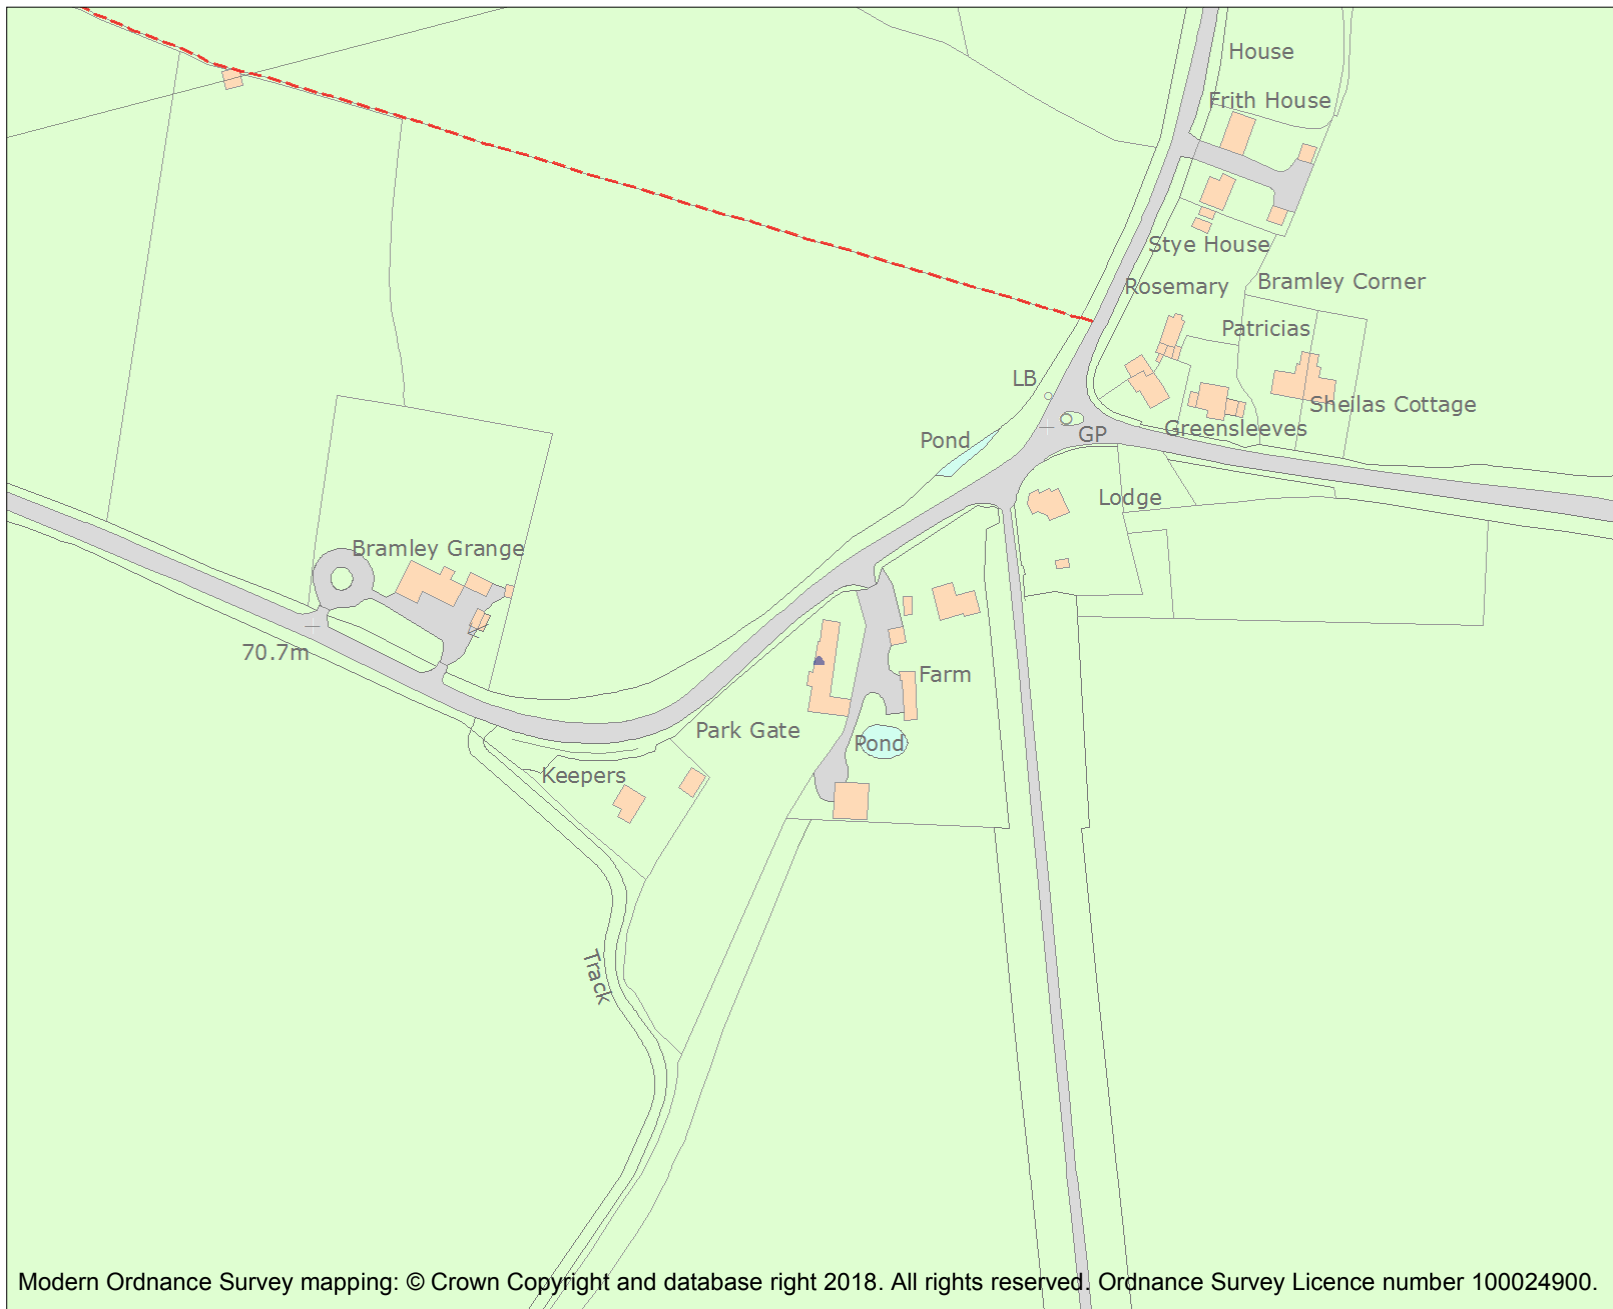 House
Frith House
Stye House
Bramley Corner
Rosemary
Patricias
LB
Sheilas Cottage
Greensleeves
GP
Pond
Lodge
Bramley Grange
70.7m
Farm
Park Gate
Pond
Keepers
Track
Modern Ordnance Survey mapping: © Crown Copyright and database right 2018. All rights reserved. Ordnance Survey Licence number 100024900.